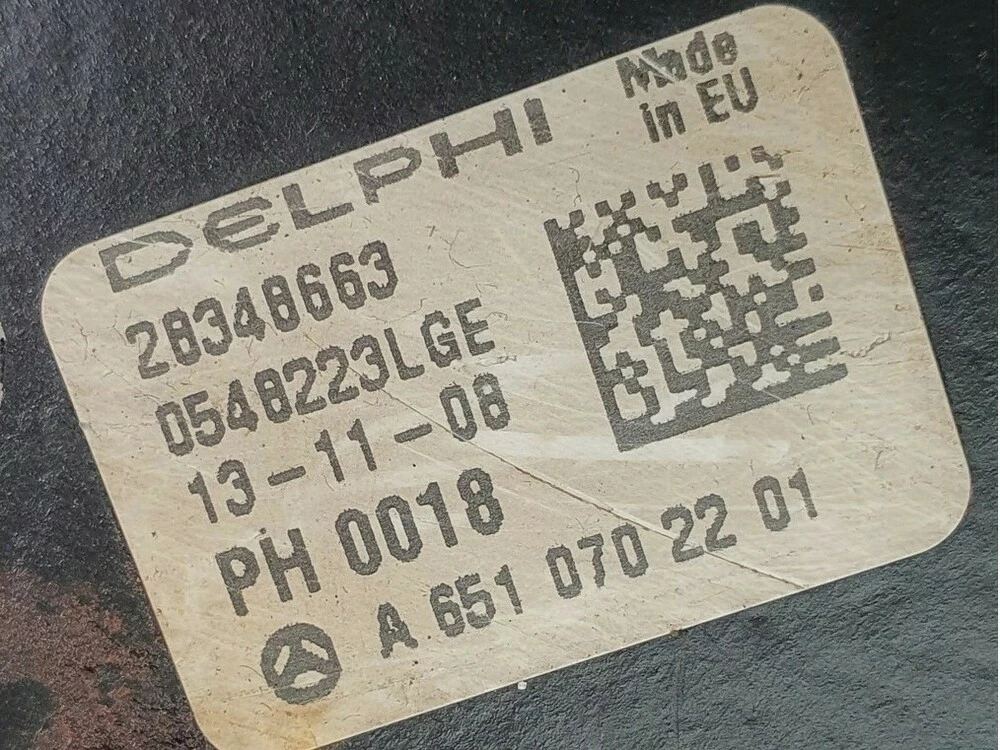 DELPHI
Made
in EU
28348663
0548223LGE
13-11-08
PH 0018
A 651 070 22 01